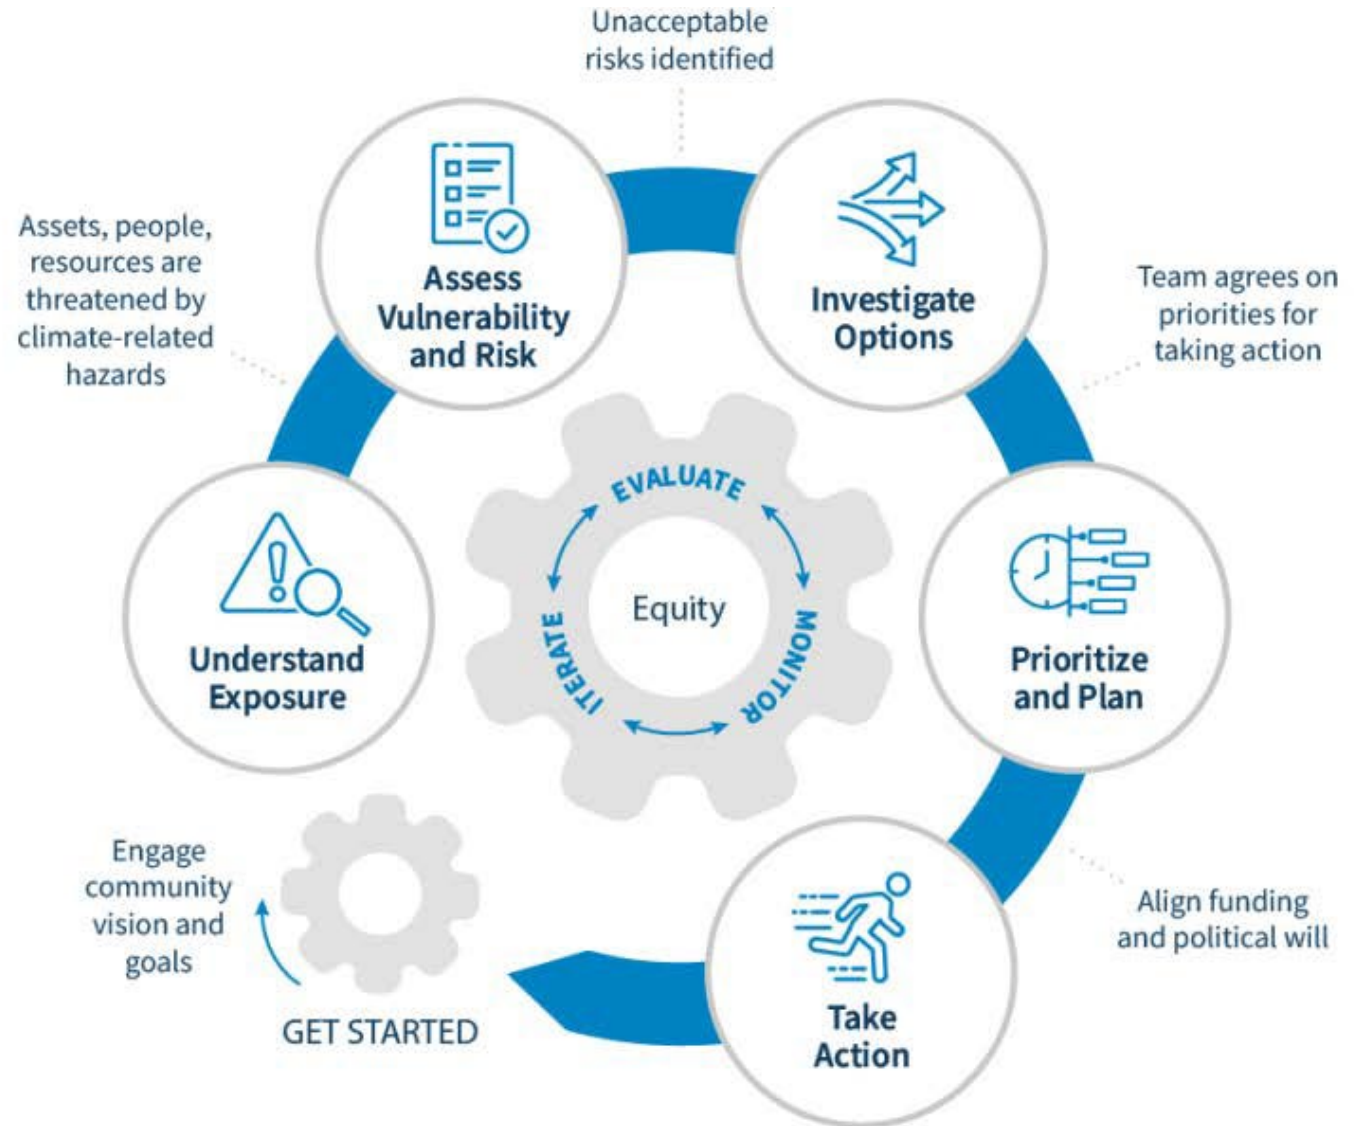 Unacceptable
risks identified
Assess
Vulnerability
and Risk
Investigate
Options
Assets, people,
resources are
threatened by
climate-related
hazards
Team agrees on
priorities for
taking action
Understand
Exposure
EVALUATE
MONITOR
ITERATE
Equity
Prioritize
and Plan
Engage
community
vision and
goals
GET STARTED
Take
Action
Align funding
and political will